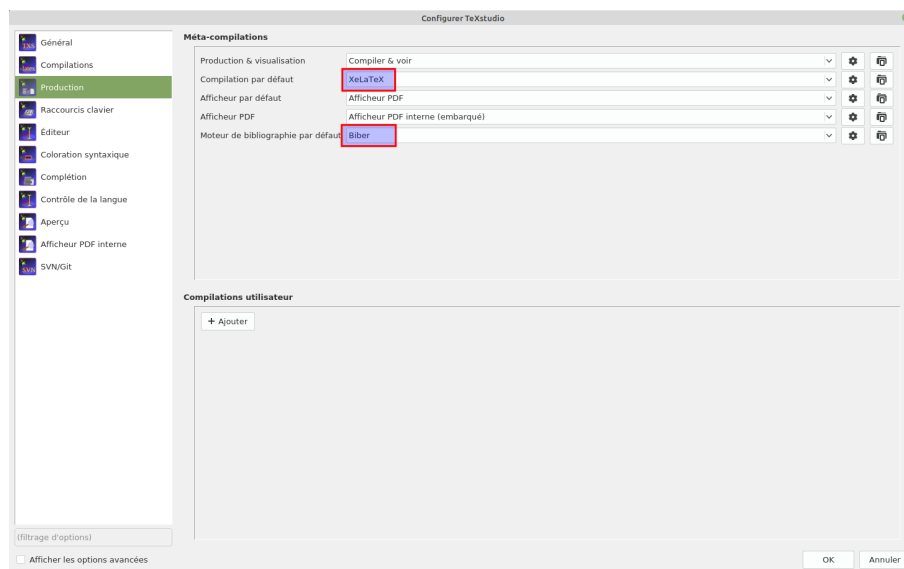 Configurer TeXstudio
Général
Compilations
Production
Raccourcis clavier
Éditeur
Coloration syntaxique
Complétion
Contrôle de la langue
Aperçu
Afficheur PDF interne
SVN/Git
(filtrage d'options)
Afficher les options avancées
Méta-compilations
Production & visualisation Compiler & voir
Compilation par défaut XeLaTeX
Afficheur par défaut Afficheur PDF
Afficheur PDF Afficheur PDF interne (embarqué)
Moteur de bibliographie par défaut Biber
Compilations utilisateur
+ Ajouter
OK Annuler